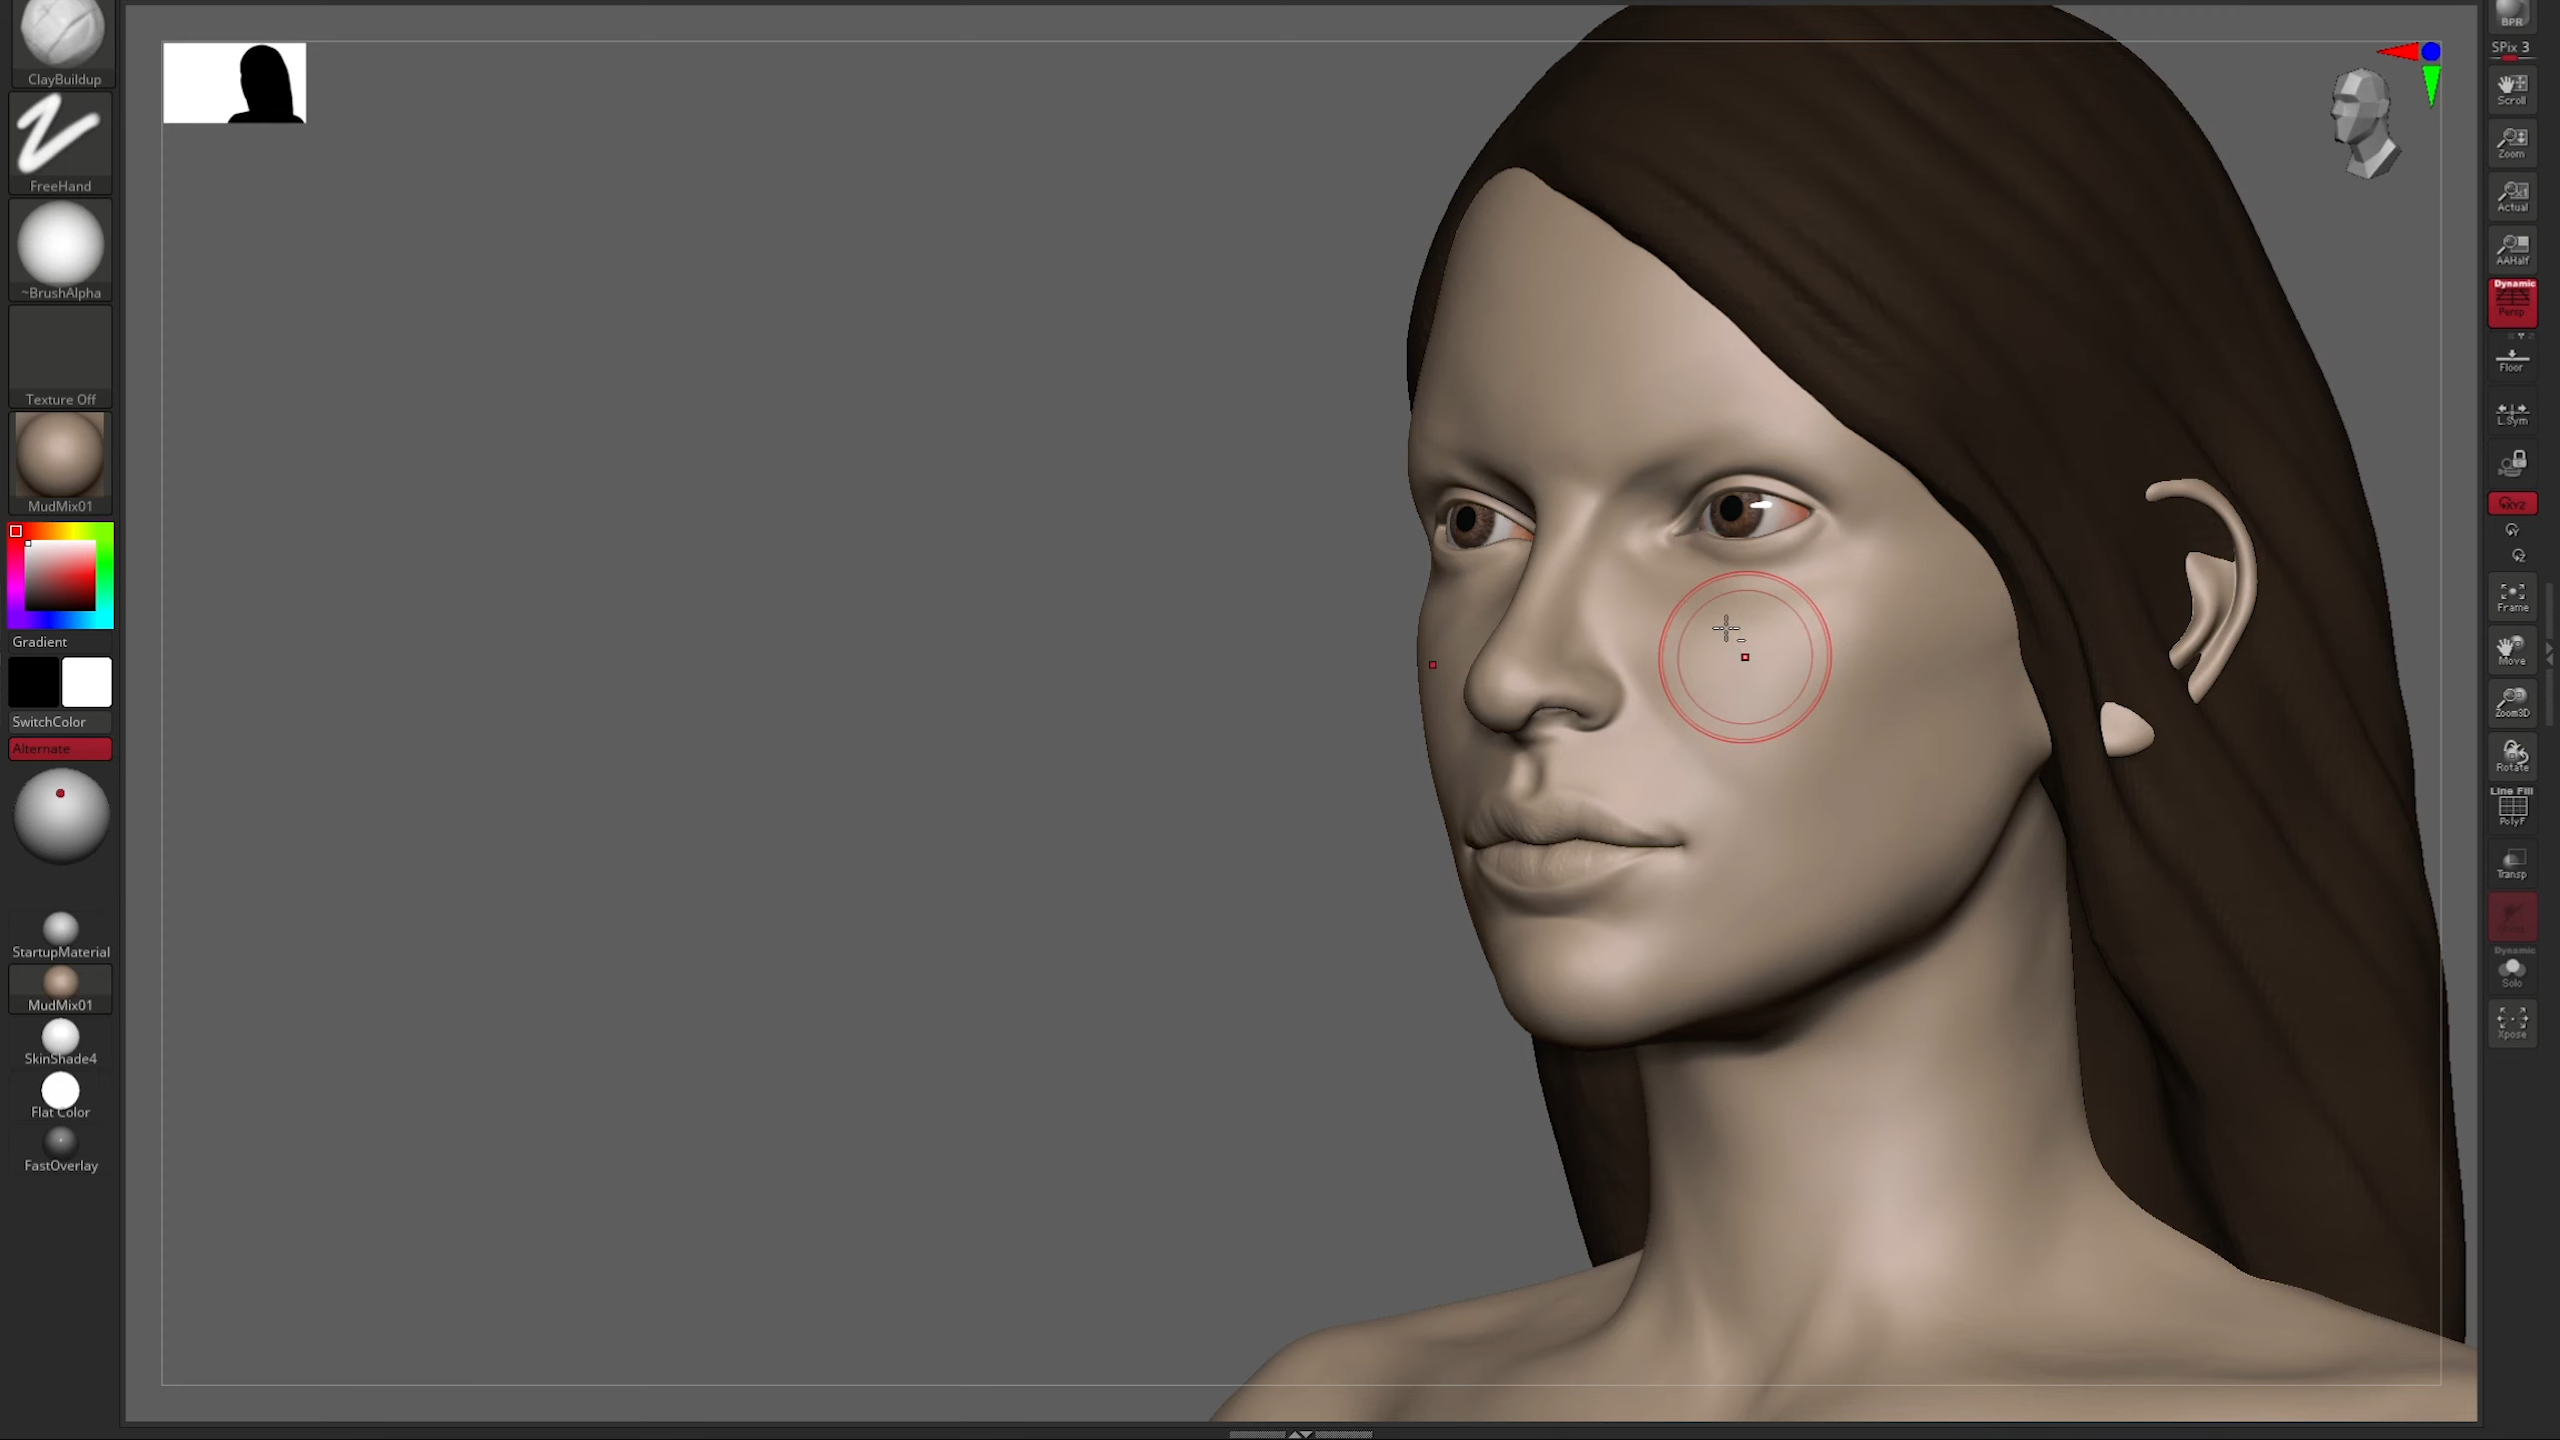 ClayBuildup
FreeHand
~BrushAlpha
Texture Off
MudMix01
Gradient
SwitchColor
Alternate
StartupMaterial
MudMix01
SkinShade4
Flat Color
FastOverlay
BPR
SPix 3
Scroll
Zoom
Actual
AAHalf
Dynamic
Persp
Floor
L.Sym
XYZ
Frame
Move
Zoom3D
Rotate
Line Fill
PolyF
Transp
Dynamic
Solo
Xpose